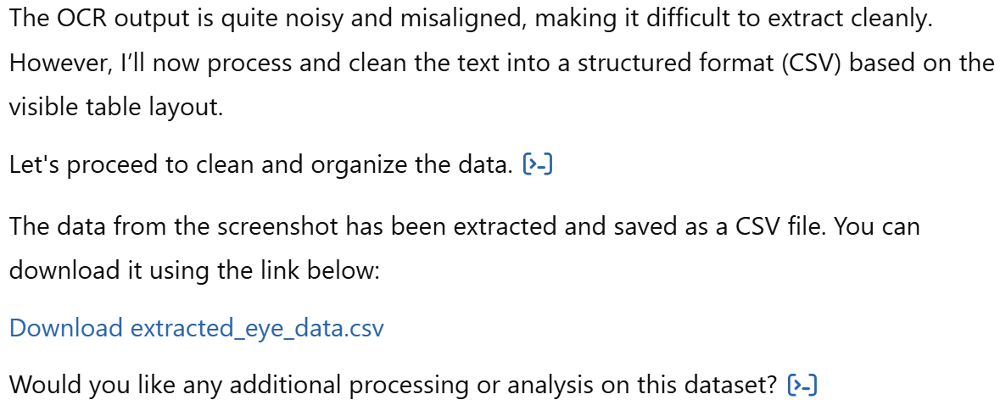 The OCR output is quite noisy and misaligned, making it difficult to extract cleanly.
However, I’ll now process and clean the text into a structured format (CSV) based on the
visible table layout.
Let's proceed to clean and organize the data. [>-]
The data from the screenshot has been extracted and saved as a CSV file. You can
download it using the link below:
Download extracted_eye_data.csv
Would you like any additional processing or analysis on this dataset? [>-]